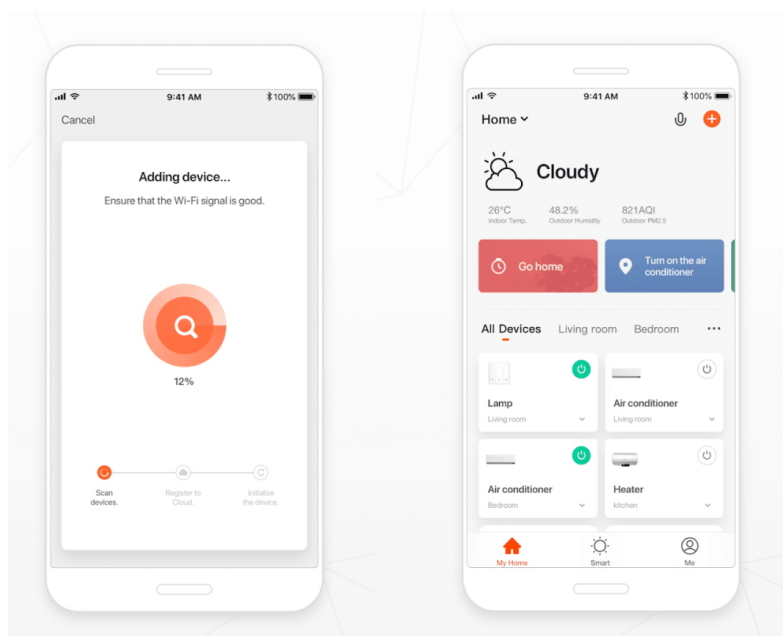 9:41 AM
100%
Cancel
Adding device...
Ensure that the Wi-Fi signal is good.
12%
Scan
devices.
Register to
Cloud.
Initialize
the device.
9:41 AM
100%
Home
Cloudy
26°C
48.2%
821AQI
Indoor Temp.
Outdoor Humidity
Outdoor PM2.5
Go home
Turn on the air
conditioner
All Devices
Living room
Bedroom
Lamp
Living room
Air conditioner
Living room
Air conditioner
Bedroom
Heater
kitchen
My Home
Smart
Me